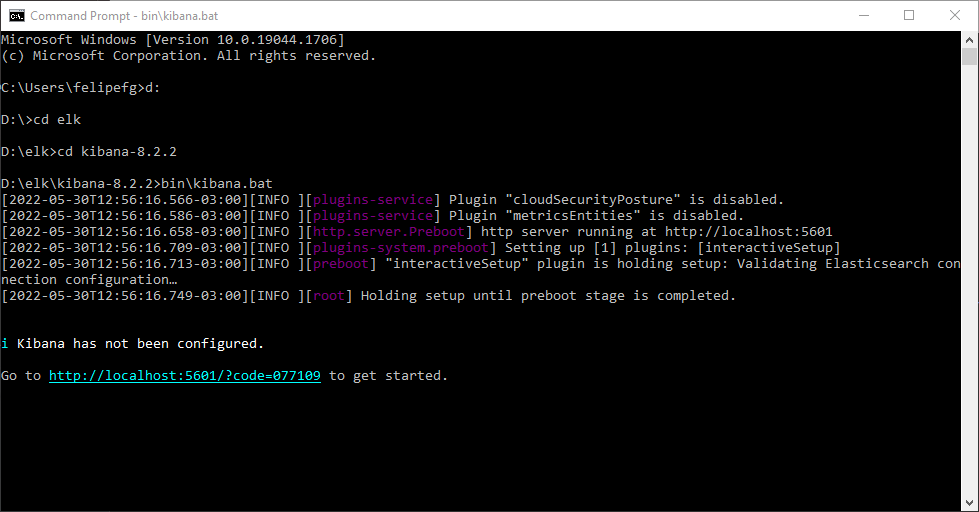 Command Prompt - bin\kibana.bat
Microsoft Windows [Version 10.0.19044.1706]
(c) Microsoft Corporation. All rights reserved.
C:\Users\felipefg>d:
D:\>cd elk
D:\elk>cd kibana-8.2.2
D:\elk\kibana-8.2.2>bin\kibana.bat
[2022-05-30T12:56:16.566-03:00][INFO ][plugins-service] Plugin "cloudSecurityPosture" is disabled.
[2022-05-30T12:56:16.586-03:00][INFO ][plugins-service] Plugin "metricsEntities" is disabled.
[2022-05-30T12:56:16.658-03:00][INFO ][http.server.Preboot] http server running at http://localhost:5601
[2022-05-30T12:56:16.709-03:00][INFO ][plugins-system.preboot] Setting up [1] plugins: [interactiveSetup]
[2022-05-30T12:56:16.713-03:00][INFO ][preboot] "interactiveSetup" plugin is holding setup: Validating Elasticsearch con
nection configuration…
[2022-05-30T12:56:16.749-03:00][INFO ][root] Holding setup until preboot stage is completed.
i Kibana has not been configured.
Go to http://localhost:5601/?code=077109 to get started.